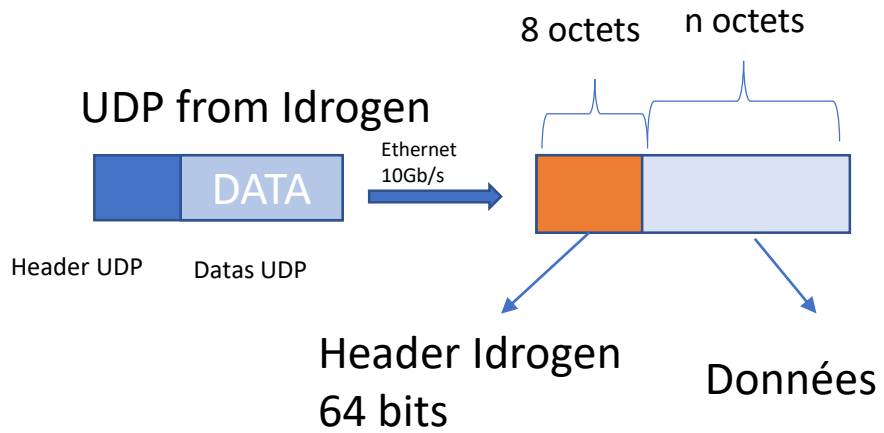 8 octets
n octets
UDP from Idrogen
Ethernet
10Gb/s
DATA
Header UDP
Datas UDP
Header Idrogen
64 bits
Données